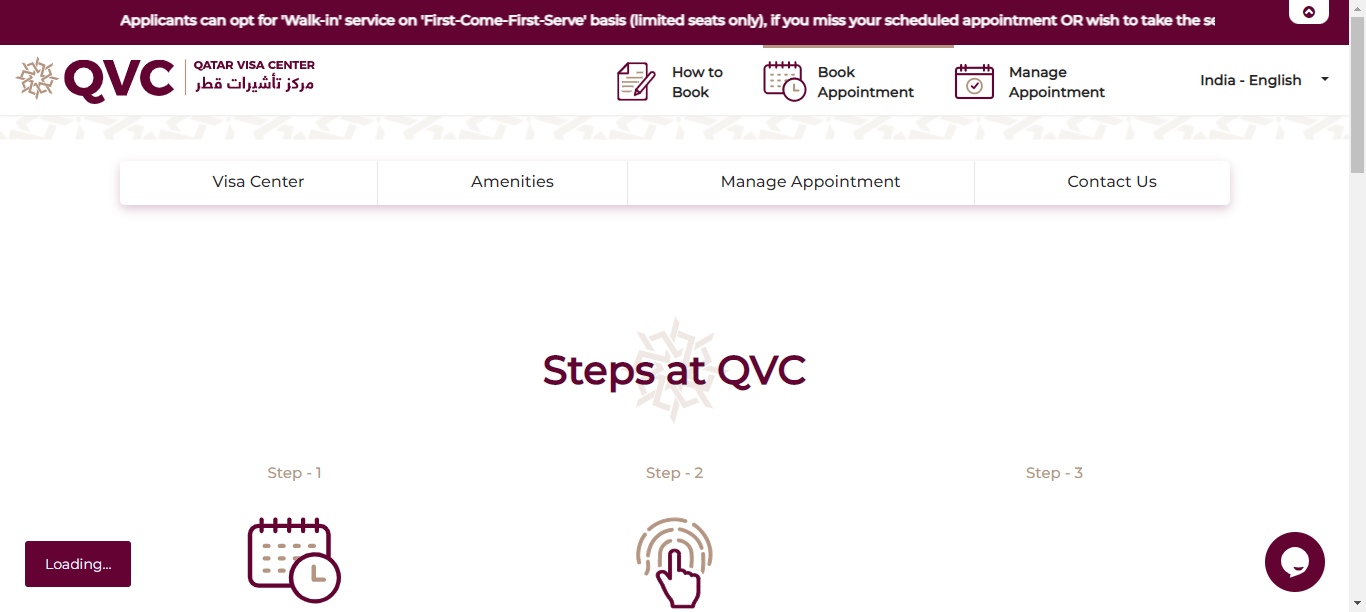 Applicants can opt for 'Walk-in' service on 'First-Come-First-Serve' basis (limited seats only), if you miss your scheduled appointment OR wish to take the
QVC
QATAR VISA CENTER
مركز تأشيرات قطر
How to
Book
Book
Appointment
Manage
Appointment
India - English
Visa Center
Amenities
Manage Appointment
Contact Us
Steps at QVC
Step - 1
Step - 2
Step - 3
Loading...